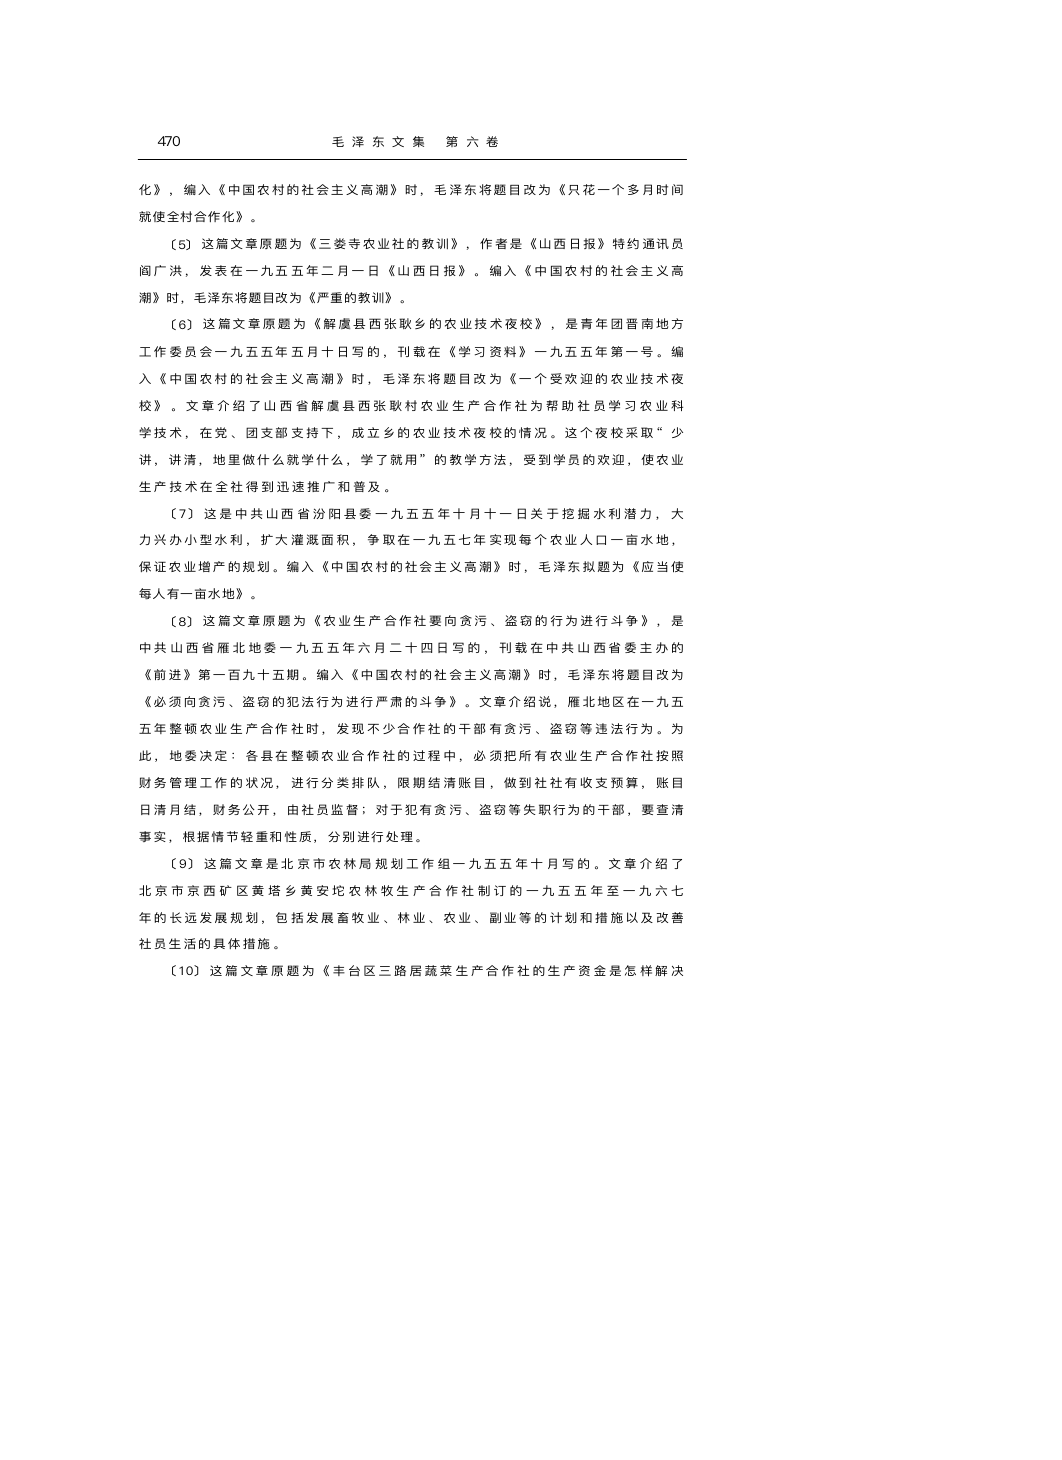 470 毛泽东文集 第六卷
化》，编入《中国农村的社会主义高潮》时，毛泽东将题目改为《只花一个多月时间
就使全村合作化》。
〔5〕这篇文章原题为《三娄寺农业社的教训》，作者是《山西日报》特约通讯员
阎广洪，发表在一九五五年二月一日《山西日报》。编入《中国农村的社会主义高
潮》时，毛泽东将题目改为《严重的教训》。
〔6〕这篇文章原题为《解虞县西张耿乡的农业技术夜校》，是青年团晋南地方
工作委员会一九五五年五月十日写的，刊载在《学习资料》一九五五年第一号。编
入《中国农村的社会主义高潮》时，毛泽东将题目改为《一个受欢迎的农业技术夜
校》。文章介绍了山西省解虞县西张耿村农业生产合作社为帮助社员学习农业科
学技术，在党、团支部支持下，成立乡的农业技术夜校的情况。这个夜校采取“少
讲，讲清，地里做什么就学什么，学了就用”的教学方法，受到学员的欢迎，使农业
生产技术在全社得到迅速推广和普及。
〔7〕这是中共山西省汾阳县委一九五五年十月十一日关于挖掘水利潜力，大
力兴办小型水利，扩大灌溉面积，争取在一九五七年实现每个农业人口一亩水地，
保证农业增产的规划。编入《中国农村的社会主义高潮》时，毛泽东拟题为《应当使
每人有一亩水地》。
〔8〕这篇文章原题为《农业生产合作社要向贪污、盗窃的行为进行斗争》，是
中共山西省雁北地委一九五五年六月二十四日写的，刊载在中共山西省委主办的
《前进》第一百九十五期。编入《中国农村的社会主义高潮》时，毛泽东将题目改为
《必须向贪污、盗窃的犯法行为进行严肃的斗争》。文章介绍说，雁北地区在一九五
五年整顿农业生产合作社时，发现不少合作社的干部有贪污、盗窃等违法行为。为
此，地委决定：各县在整顿农业合作社的过程中，必须把所有农业生产合作社按照
财务管理工作的状况，进行分类排队，限期结清账目，做到社社有收支预算，账目
日清月结，财务公开，由社员监督；对于犯有贪污、盗窃等失职行为的干部，要查清
事实，根据情节轻重和性质，分别进行处理。
〔9〕这篇文章是北京市农林局规划工作组一九五五年十月写的。文章介绍了
北京市京西矿区黄塔乡黄安坨农林牧生产合作社制订的一九五五年至一九六七
年的长远发展规划，包括发展畜牧业、林业、农业、副业等的计划和措施以及改善
社员生活的具体措施。
〔10〕这篇文章原题为《丰台区三路居蔬菜生产合作社的生产资金是怎样解决